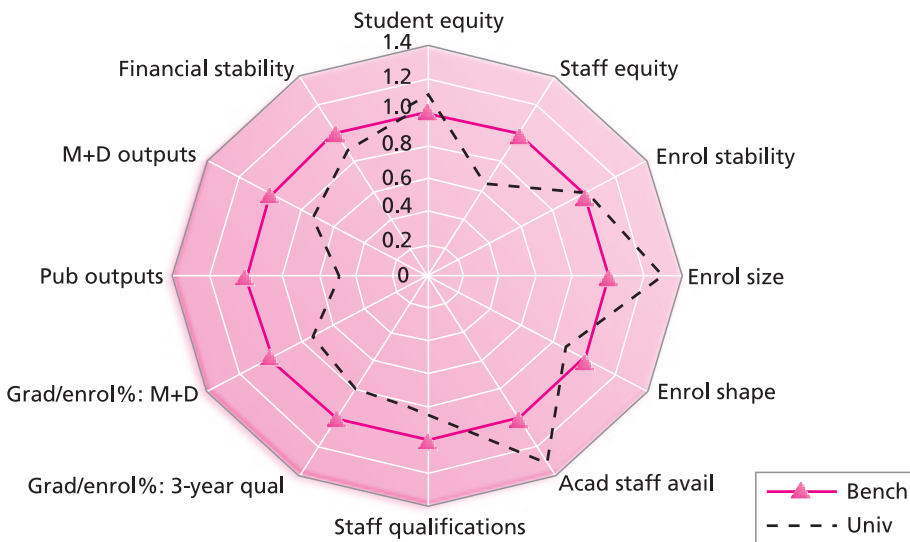 Student equity
Financial stability
Staff equity
M+D outputs
Enrol stability
Pub outputs
Enrol size
Grad/enrol%: M+D
Enrol shape
Grad/enrol%: 3-year qual
Acad staff avail
Staff qualifications
1.4
1.2
1.0
0.8
0.6
0.4
0.2
0
Bench
Univ